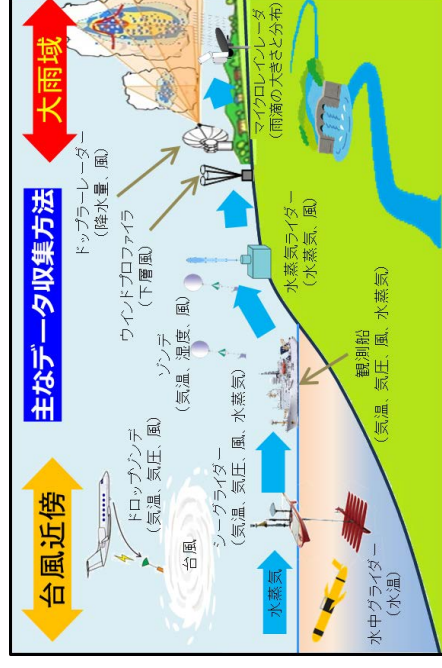 台風近傍
主なデータ収集方法
大雨域
ドロップゾンデ
(気温、気圧、風)
台風
シーグライダー
(気温、気圧、風、水蒸気)
水蒸気
水中グライダー
(水温)
ゾンデ
(気温、湿度、風)
観測船
(気温、気圧、風、水蒸気)
水蒸気ライダー
(水蒸気、風)
ウインドプロファイラ
(下層風)
ドップラーレーダー
(降水量、風)
マイクロレインレーダ
(雨滴の大きさと分布)